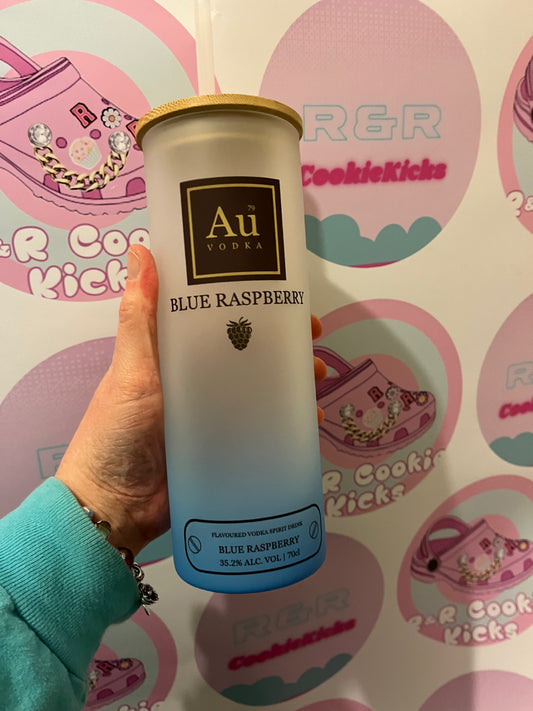 R&R
CookieKicks
R
R
R&R Cookie
Kicks
79
Au
VODKA
BLUE RASPBERRY
FLAVOURED VODKA SPIRIT DRINK
BLUE RASPBERRY
35.2% ALC. VOL | 70cl
R
R
R&R Cookie
Kicks
R&R
Cookie
R
R
R&R Cookie
Kicks
R&R
CookieKicks